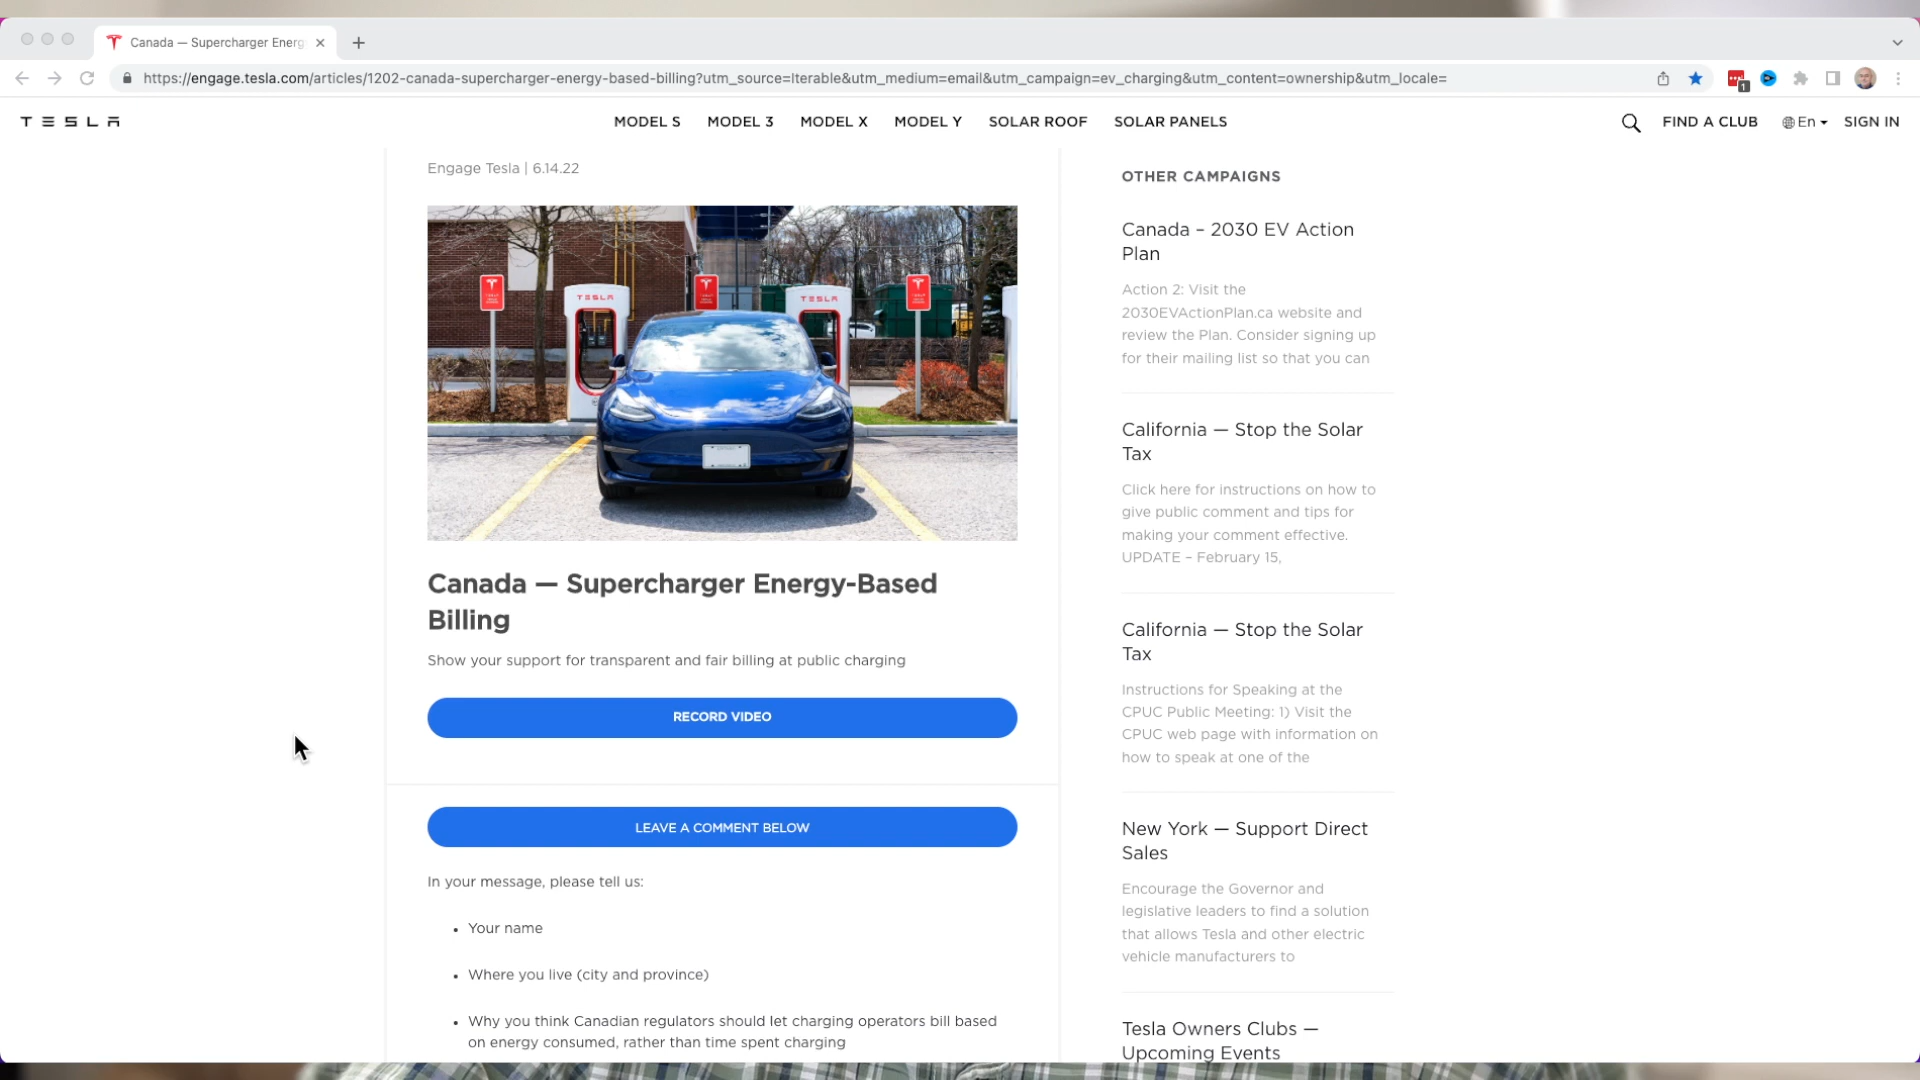 Canada — Supercharger Energ
https://engage.tesla.com/articles/1202-canada-supercharger-energy-based-billing?utm_source=Iterable&utm_medium=email&utm_campaign=ev_charging&utm_content=ownership&utm_locale=
1
TESLA
MODEL S
MODEL 3
MODEL X
MODEL Y
SOLAR ROOF
SOLAR PANELS
FIND A CLUB
En
SIGN IN
Engage Tesla | 6.14.22
TESLA
TESLA
Canada — Supercharger Energy-Based
Billing
Show your support for transparent and fair billing at public charging
RECORD VIDEO
LEAVE A COMMENT BELOW
In your message, please tell us:
• Your name
• Where you live (city and province)
• Why you think Canadian regulators should let charging operators bill based
on energy consumed, rather than time spent charging
OTHER CAMPAIGNS
Canada – 2030 EV Action
Plan
Action 2: Visit the
2030EVActionPlan.ca website and
review the Plan. Consider signing up
for their mailing list so that you can
California — Stop the Solar
Tax
Click here for instructions on how to
give public comment and tips for
making your comment effective.
UPDATE – February 15,
California — Stop the Solar
Tax
Instructions for Speaking at the
CPUC Public Meeting: 1) Visit the
CPUC web page with information on
how to speak at one of the
New York — Support Direct
Sales
Encourage the Governor and
legislative leaders to find a solution
that allows Tesla and other electric
vehicle manufacturers to
Tesla Owners Clubs —
Upcoming Events